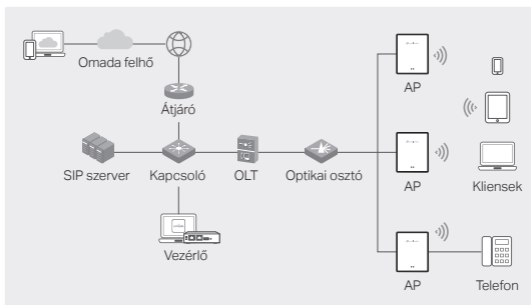 Omada felhő
Átjáró
AP
SIP szerver
Kapcsoló
OLT
Optikai osztó
AP
Kliensek
Vezérlő
AP
Telefon